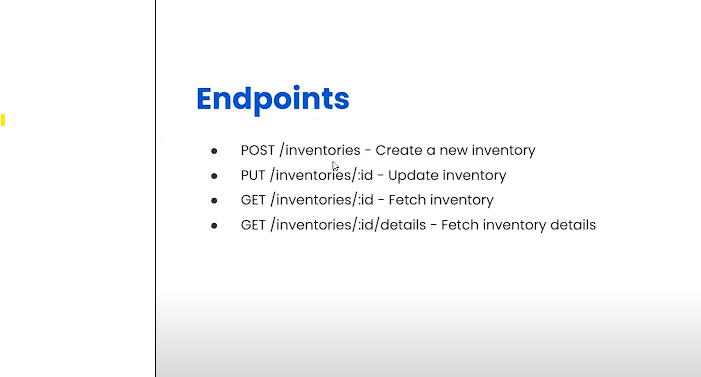 Endpoints
● POST /inventories - Create a new inventory
● PUT /inventories/:id - Update inventory
● GET /inventories/:id - Fetch inventory
● GET /inventories/:id/details - Fetch inventory details